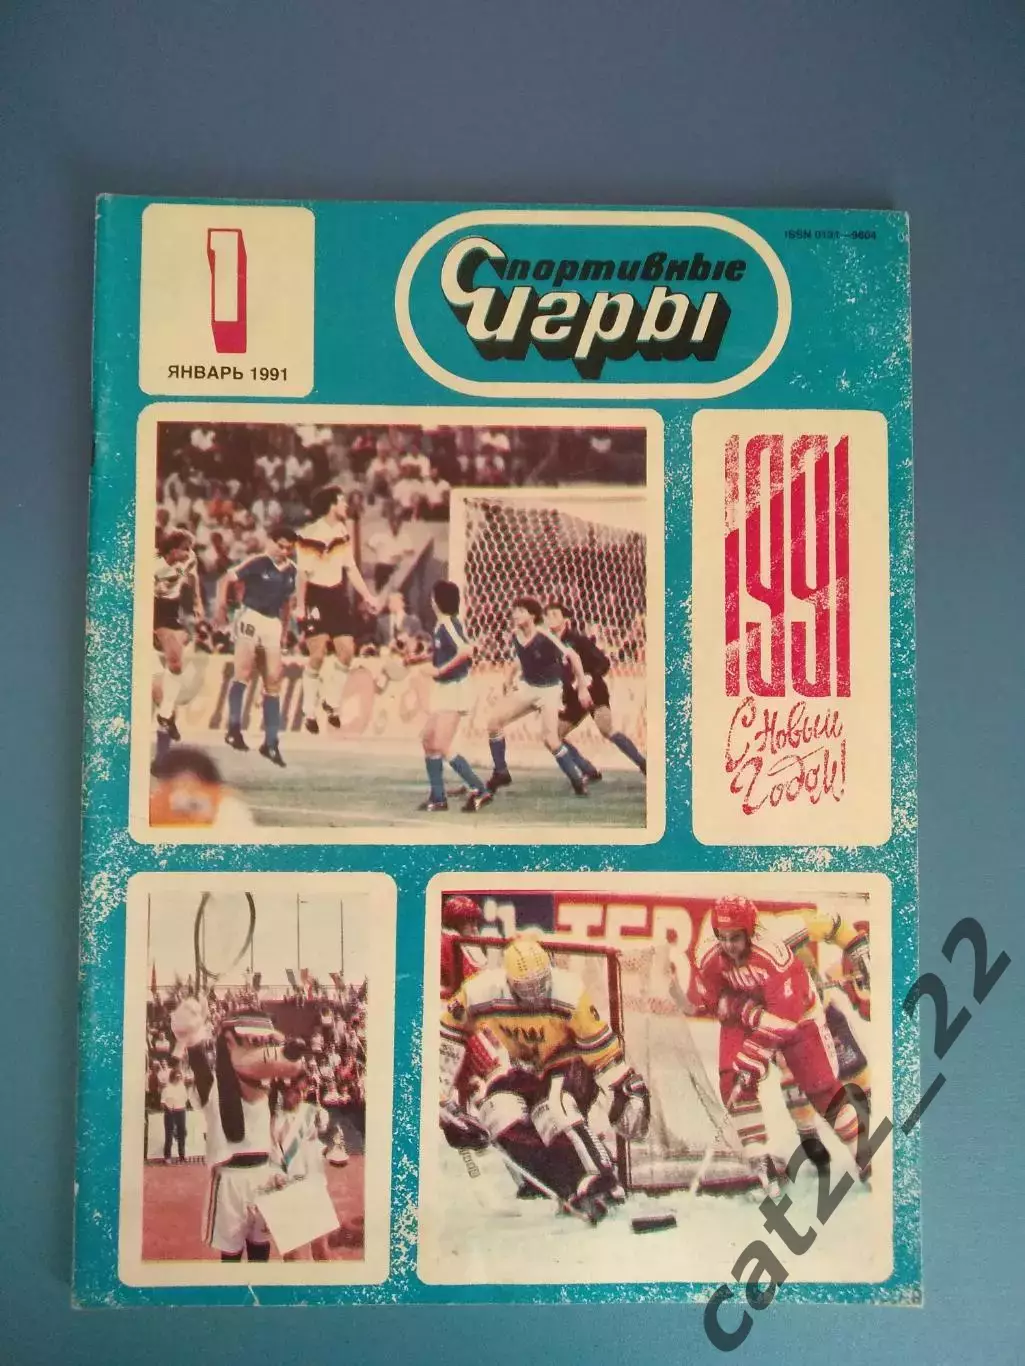 1
ЯНВАРЬ 1991
Спортивные
игры
ISSN 0131—9604
1991
С Новым
Годом!
cat22_22